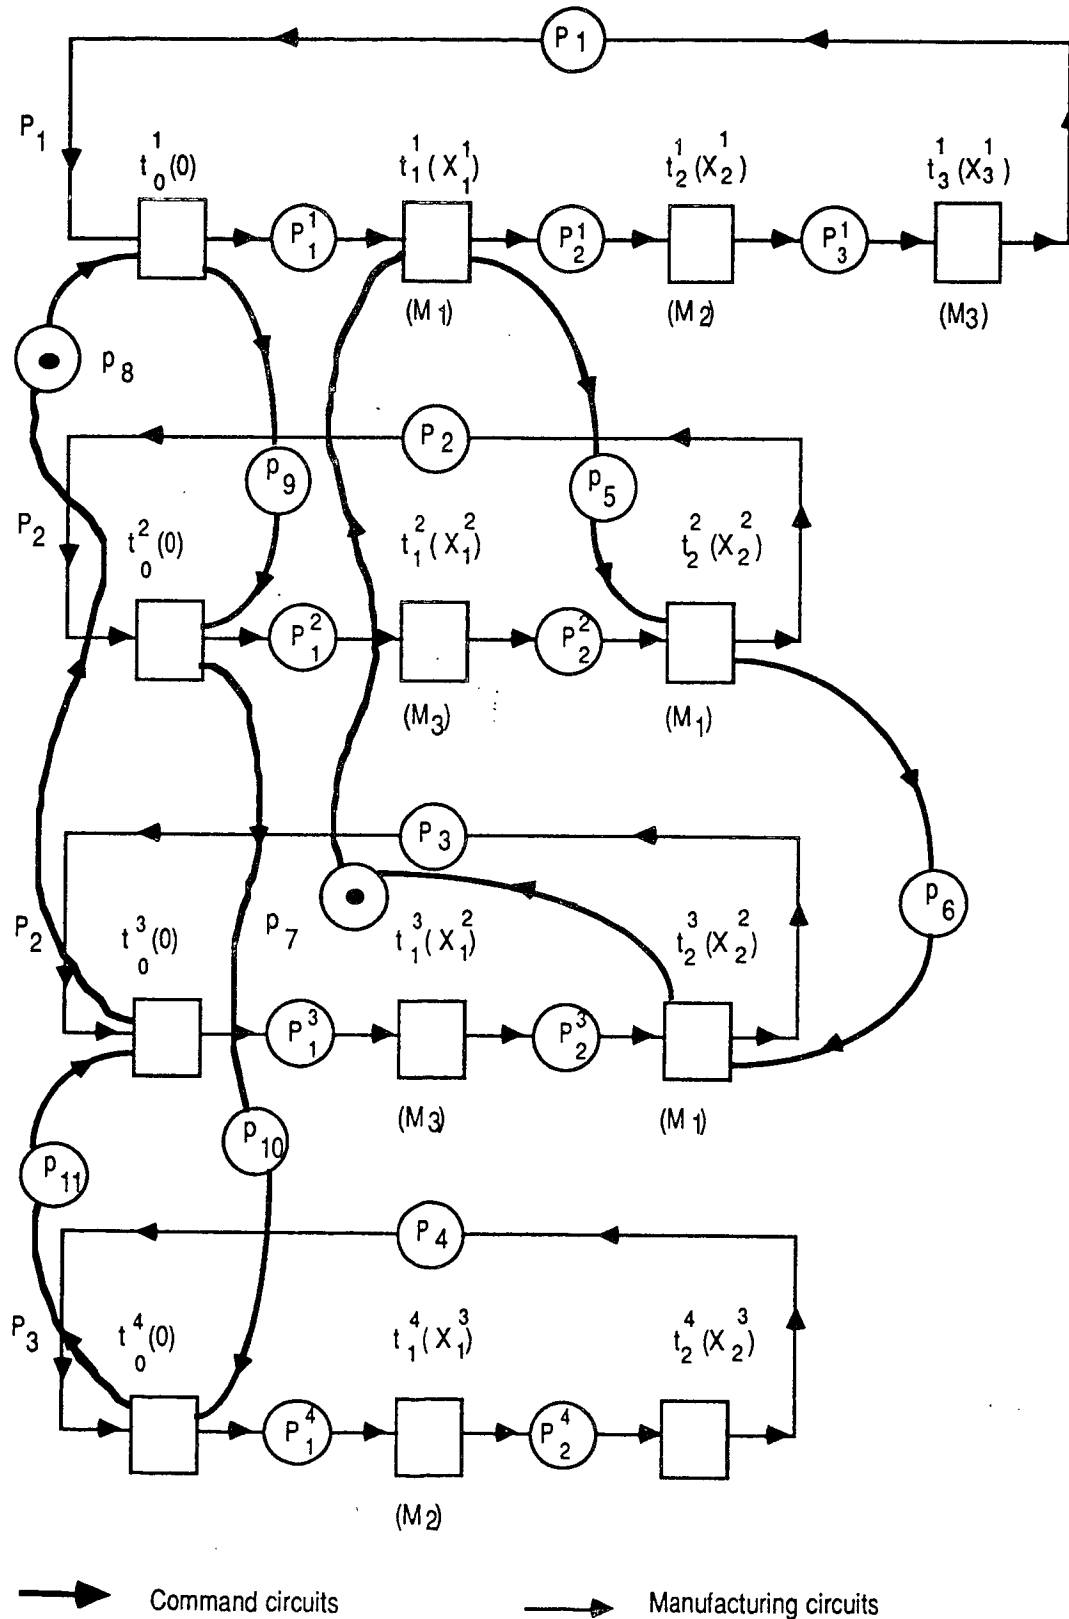 P1
P1
t¹₀(0) t¹₁(X¹₁) t¹₂(X¹₂) t¹₃(X¹₃)
P¹₁ P¹₂ P¹₃
(M1) (M2) (M3)
p8
P2
p9 p5
P2
t²₀(0) t²₁(X²₁) t²₂(X²₂)
P²₁ P²₂
(M3) (M1)
P3
p6
P2
t³₀(0) p7 t³₁(X²₁) t³₂(X²₂)
P³₁ P³₂
(M3) (M1)
p10
p11
P4
P3
t⁴₀(0) t⁴₁(X³₁) t⁴₂(X³₂)
P⁴₁ P⁴₂
(M2)
Command circuits Manufacturing circuits